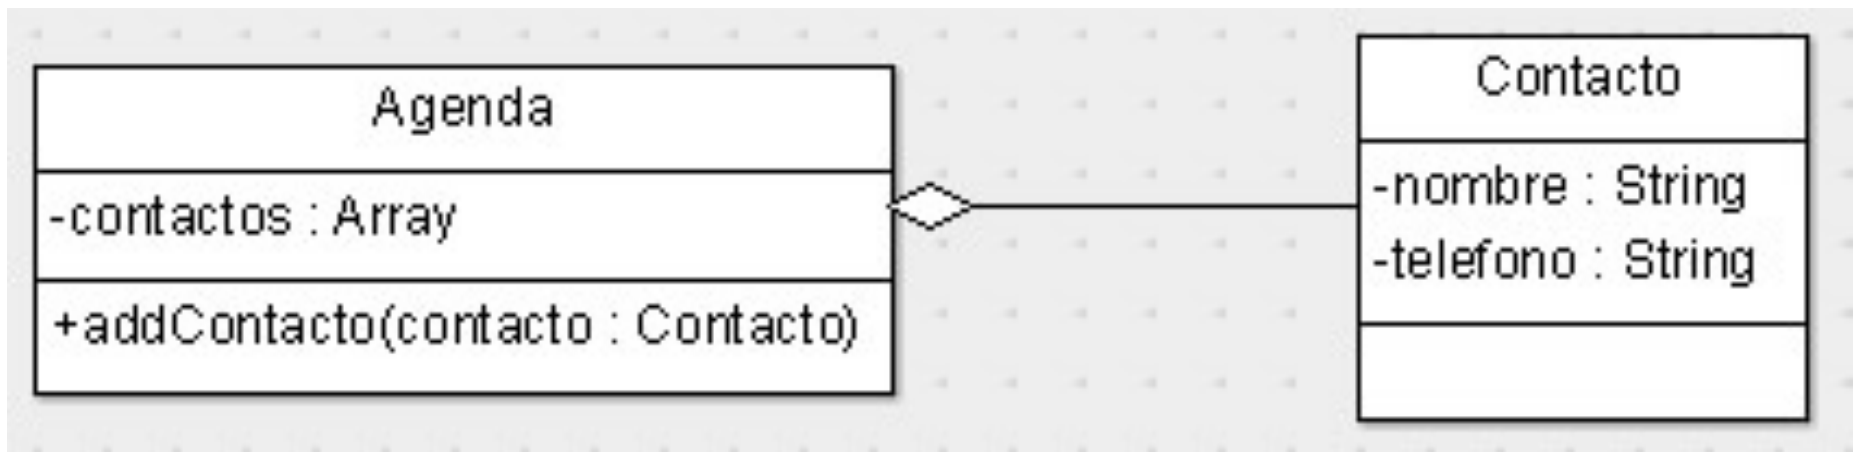 Agenda
-contactos : Array
+addContacto(contacto : Contacto)
Contacto
-nombre : String
-telefono : String